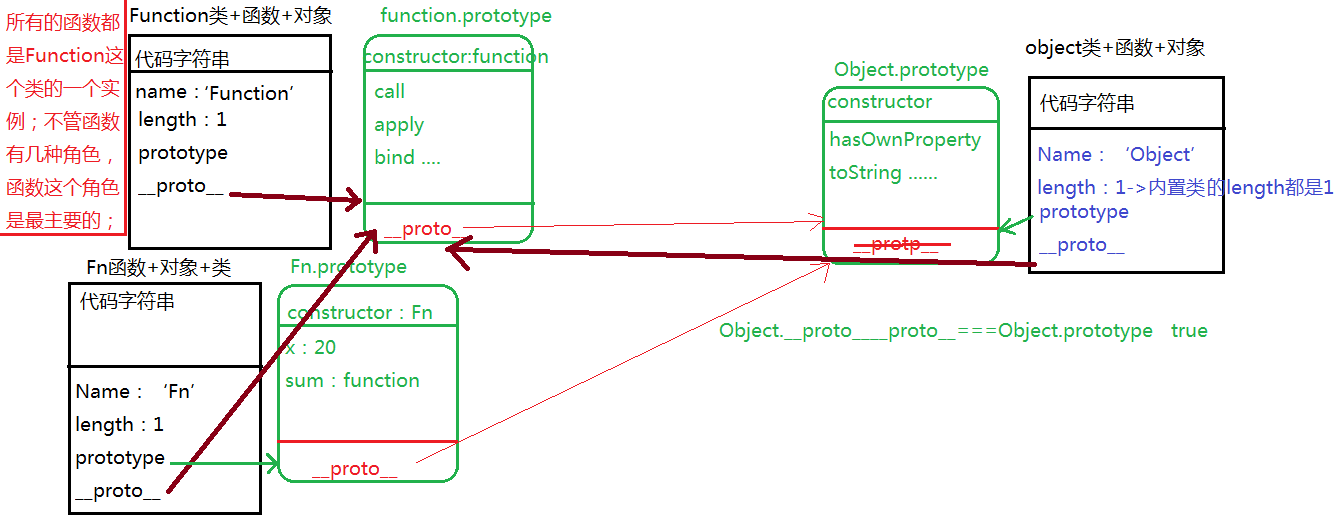 所有的函数都
是Function这
个类的一个实
例；不管函数
有几种角色，
函数这个角色
是最主要的；
Function类+函数+对象
代码字符串
name：‘Function’
length：1
prototype
__proto__
function.prototype
constructor:function
call
apply
bind ....
__proto__
Object.prototype
constructor
hasOwnProperty
toString ......
__protp__
object类+函数+对象
代码字符串
Name：‘Object’
length：1->内置类的length都是1
prototype
__proto__
Fn函数+对象+类
代码字符串
Name：‘Fn’
length：1
prototype
__proto__
Fn.prototype
constructor：Fn
x：20
sum：function
__proto__
Object.__proto____proto__===Object.prototype true